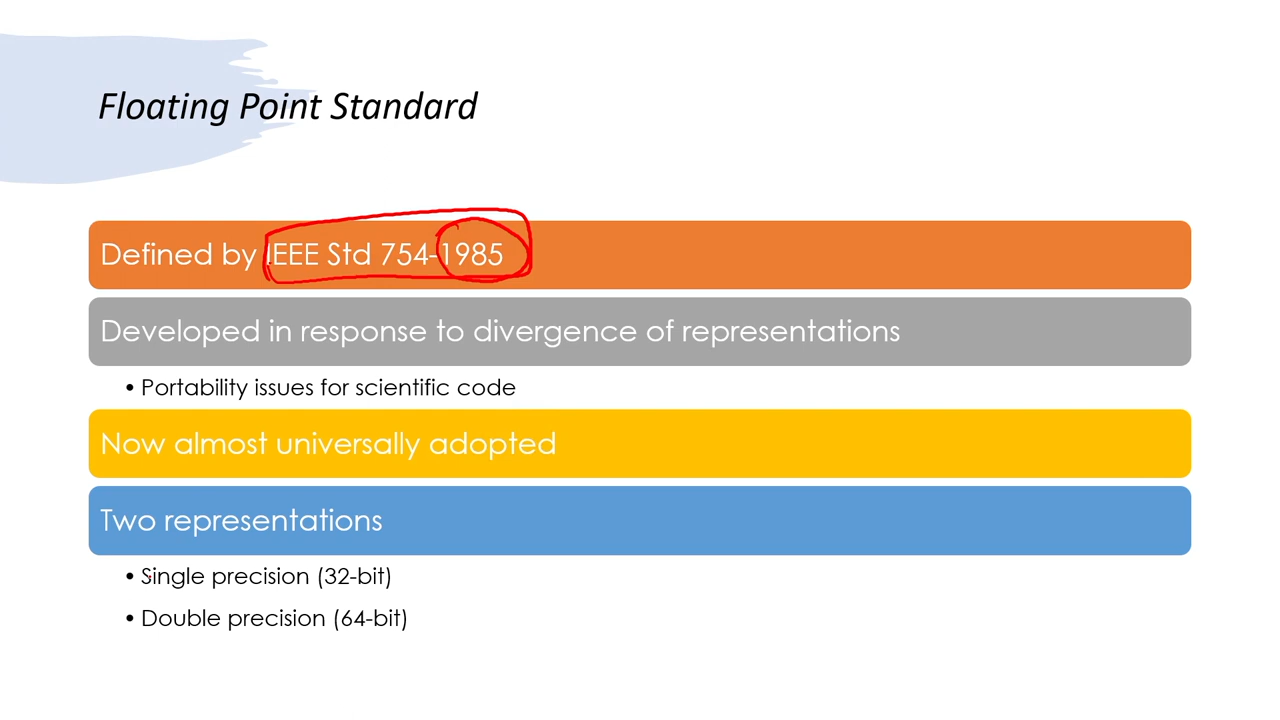 Floating Point Standard
Defined by IEEE Std 754-1985
Developed in response to divergence of representations
• Portability issues for scientific code
Now almost universally adopted
Two representations
• Single precision (32-bit)
• Double precision (64-bit)